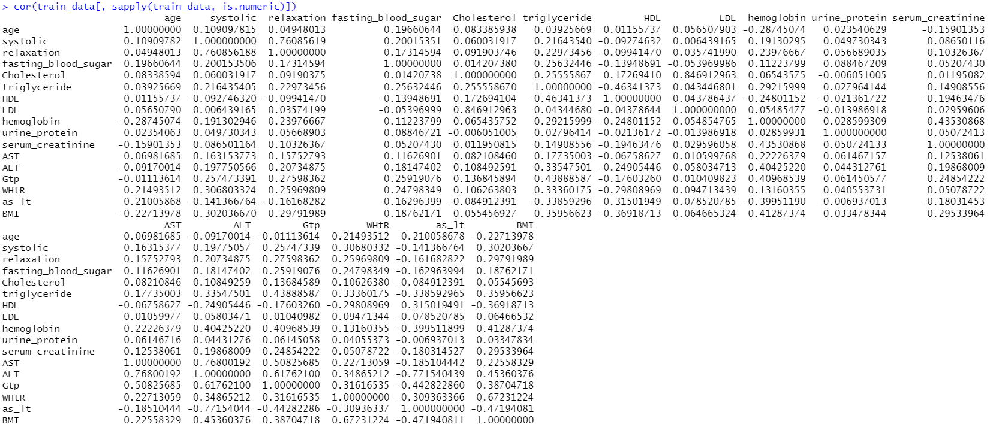 > cor(train_data[, sapply(train_data, is.numeric)])
age systolic relaxation fasting_blood_sugar Cholesterol triglyceride HDL LDL hemoglobin urine_protein serum_creatinine
age 1.00000000 0.109097815 0.04948013 0.19660644 0.083385938 0.03925669 0.01155737 0.056507903 -0.28745074 0.023540629 -0.15901353
systolic 0.10909782 1.000000000 0.76085619 0.20015351 0.060031917 0.21643540 -0.09274632 0.006439165 0.19130295 0.049730343 0.08650116
relaxation 0.04948013 0.760856188 1.00000000 0.17314594 0.091903746 0.22973456 -0.09941470 0.035741990 0.23976667 0.056689035 0.10326367
fasting_blood_sugar 0.19660644 0.200153506 0.17314594 1.00000000 0.014207380 0.25632446 -0.13948691 -0.053969986 0.11223799 0.088467209 0.05207430
Cholesterol 0.08338594 0.060031917 0.09190375 0.01420738 1.000000000 0.25555867 0.17269410 0.846912963 0.06543575 -0.006051005 0.01195082
triglyceride 0.03925669 0.216435405 0.22973456 0.25632446 0.255558670 1.00000000 -0.46341373 0.043446801 0.29215999 0.027964144 0.14908556
HDL 0.01155737 -0.092746320 -0.09941470 -0.13948691 0.172694104 -0.46341373 1.00000000 -0.043786437 -0.24801152 -0.021361722 -0.19463476
LDL 0.05650790 0.006439165 0.03574199 -0.05396999 0.846912963 0.04344680 -0.04378644 1.000000000 0.05485477 -0.013986918 0.02959606
hemoglobin -0.28745074 0.191302946 0.23976667 0.11223799 0.065435752 0.29215999 -0.24801152 0.054854765 1.00000000 0.028599309 0.43530868
urine_protein 0.02354063 0.049730343 0.05668903 0.08846721 -0.006051005 0.02796414 -0.02136172 -0.013986918 0.02859931 1.000000000 0.05072413
serum_creatinine -0.15901353 0.086501164 0.10326367 0.05207430 0.011950815 0.14908556 -0.19463476 0.029596058 0.43530868 0.050724133 1.00000000
AST 0.06981685 0.163153773 0.15752793 0.11626901 0.082108460 0.17735003 -0.06758626 0.010599768 0.22226379 0.061467157 0.12538061
ALT -0.09170014 0.197750566 0.20734875 0.18147402 0.108492591 0.33547501 -0.24905446 0.058034713 0.40425220 0.044312761 0.19868009
Gtp -0.01113614 0.257473391 0.27598362 0.25919076 0.136845894 0.43888587 -0.17603260 0.010409823 0.40968539 0.061450577 0.24854222
WHtR 0.21493512 0.306803324 0.25969809 0.24798349 0.106263803 0.33360175 -0.29808969 0.094713439 0.13160355 0.040553731 0.05078722
as_lt 0.21005868 -0.141366764 -0.16168282 -0.16296399 -0.084912391 -0.33859296 0.31501949 -0.078520785 -0.39951190 -0.006937013 -0.18031453
BMI -0.22713978 0.302036670 0.29791989 0.18762171 0.055456927 0.35956623 -0.36918713 0.064665324 0.41287374 0.033478344 0.29533964
AST ALT Gtp WHtR as_lt BMI
age 0.06981685 -0.09170014 -0.01113614 0.21493512 0.210058678 -0.22713978
systolic 0.16315377 0.19775057 0.25747339 0.30680332 -0.141366764 0.30203667
relaxation 0.15752793 0.20734875 0.27598362 0.25969809 -0.161682822 0.29791989
fasting_blood_sugar 0.11626901 0.18147402 0.25919076 0.24798349 -0.162963994 0.18762171
Cholesterol 0.08210846 0.10849259 0.13684589 0.10626380 -0.084912391 0.05545693
triglyceride 0.17735003 0.33547501 0.43888587 0.33360175 -0.338592965 0.35956623
HDL -0.06758627 -0.24905446 -0.17603260 -0.29808969 0.315019491 -0.36918713
LDL 0.01059977 0.05803471 0.01040982 0.09471344 -0.078520785 0.06466532
hemoglobin 0.22226379 0.40425220 0.40968539 0.13160355 -0.399511899 0.41287374
urine_protein 0.06146716 0.04431276 0.06145058 0.04055373 -0.006937013 0.03347834
serum_creatinine 0.12538061 0.19868009 0.24854222 0.05078722 -0.180314527 0.29533964
AST 1.00000000 0.76800192 0.50825685 0.22713059 -0.185104442 0.22558329
ALT 0.76800192 1.00000000 0.61762100 0.34865212 -0.771540439 0.45360376
Gtp 0.50825685 0.61762100 1.00000000 0.31616535 -0.442822860 0.38704718
WHtR 0.22713059 0.34865212 0.31616535 1.00000000 -0.309363366 0.67231224
as_lt -0.18510444 -0.77154044 -0.44282286 -0.30936337 1.000000000 -0.47194081
BMI 0.22558329 0.45360376 0.38704718 0.67231224 -0.471940811 1.00000000